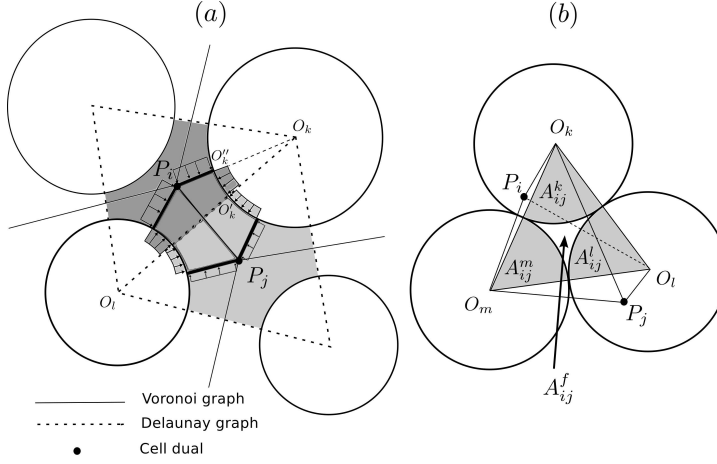 (a)
O_k
P_i
O''_k
O'_k
P_j
O_l
Voronoi graph
Delaunay graph
Cell dual
(b)
O_k
P_i
A^k_{ij}
A^m_{ij}
A^l_{ij}
O_l
O_m
P_j
A^f_{ij}